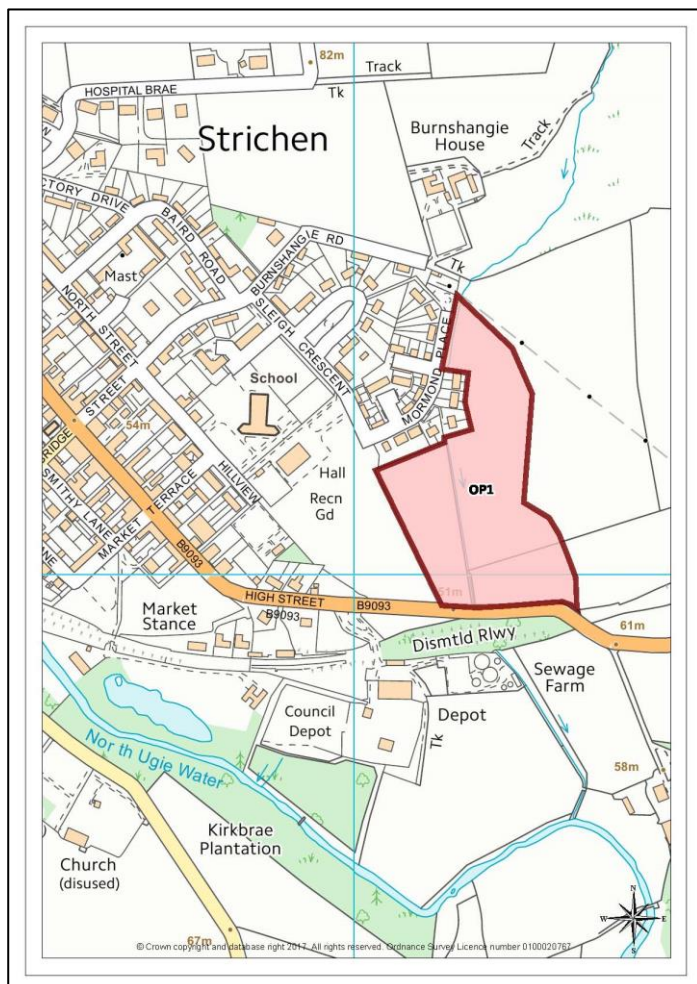 82m
Track
HOSPITAL BRAE
Tk
Strichen
Burnshangie
House
Track
CTORY DRIVE
BAIRD ROAD
BURNSHANGIE RD
Tk
Mast
NORTH STREET
SLEIGH CRESCENT
MORMOND PLACE
School
STREET
BRIDGE
54m
HILLVIEW
Hall
Recn
Gd
OP1
SMITHY LANE
MARKET TERRACE
B9093
51m
HIGH STREET
B9093
B9093
61m
Market
Stance
Dismtld Rlwy
Sewage
Farm
Council
Depot
Depot
Tk
North Ugie Water
58m
Kirkbrae
Plantation
Church
(disused)
N
W
E
S
67m
© Crown copyright and database right 2017. All rights reserved. Ordnance Survey Licence number 0100020767